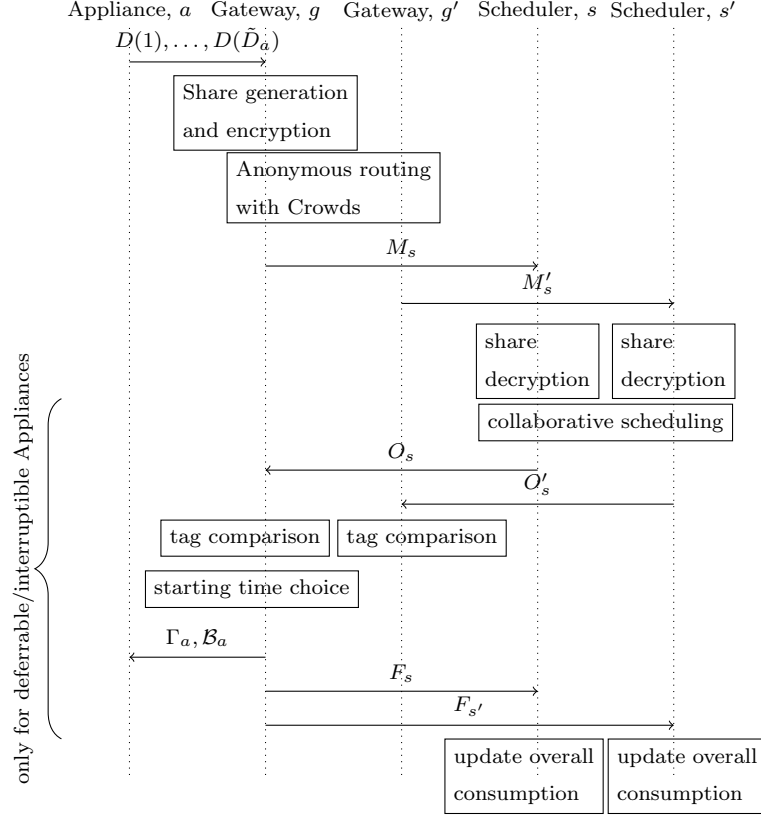 Appliance, a Gateway, g Gateway, g′ Scheduler, s Scheduler, s′
D(1), . . . , D(D̃ₐ)
Share generation
and encryption
Anonymous routing
with Crowds
Mₛ
M′ₛ
share
decryption
share
decryption
collaborative scheduling
Oₛ
O′ₛ
tag comparison
tag comparison
starting time choice
Γₐ, ℬₐ
Fₛ
Fₛ′
update overall
consumption
update overall
consumption
only for deferrable/interruptible Appliances